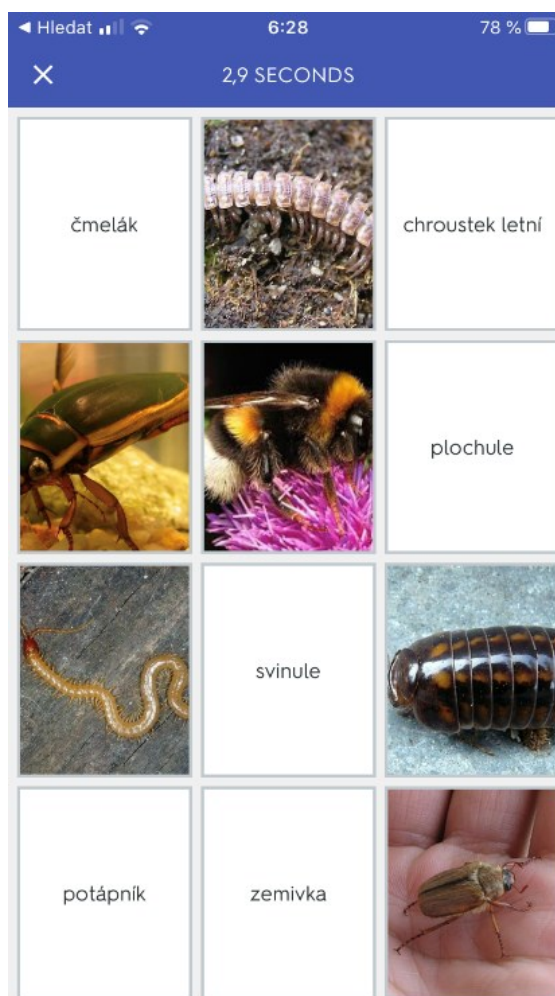 ◀ Hledat 6:28 78 %
✕ 2,9 SECONDS
čmelák
chroustek letní
plochule
svinule
potápník
zemivka